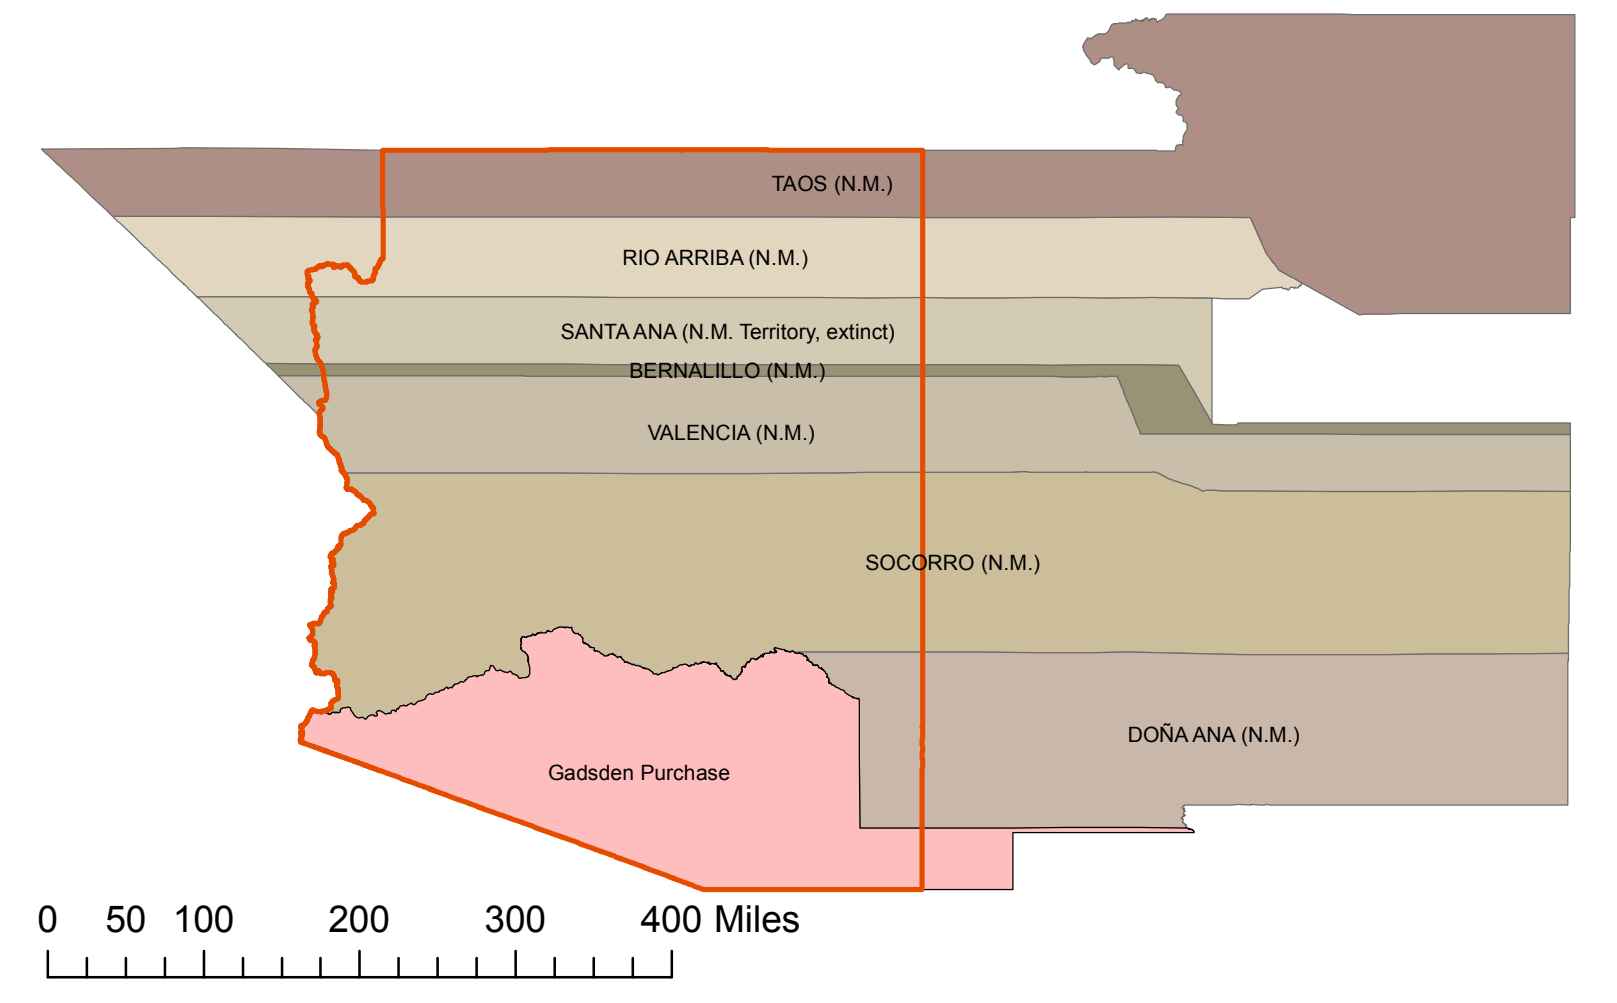 TAOS (N.M.)
RIO ARRIBA (N.M.)
SANTA ANA (N.M. Territory, extinct)
BERNALILLO (N.M.)
VALENCIA (N.M.)
SOCORRO (N.M.)
DOÑA ANA (N.M.)
Gadsden Purchase
0 50 100 200 300 400 Miles